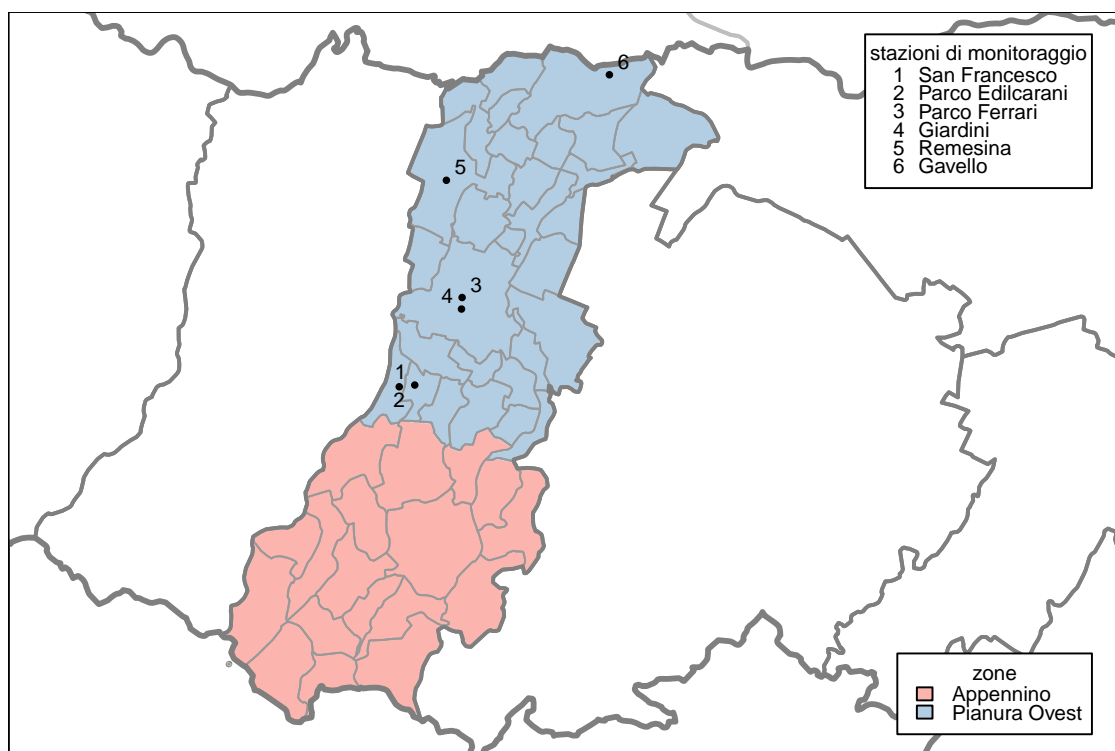 6
stazioni di monitoraggio
1 San Francesco
2 Parco Edilcarani
3 Parco Ferrari
4 Giardini
5 Remesina
6 Gavello
5
3
4
1
2
zone
Appennino
Pianura Ovest